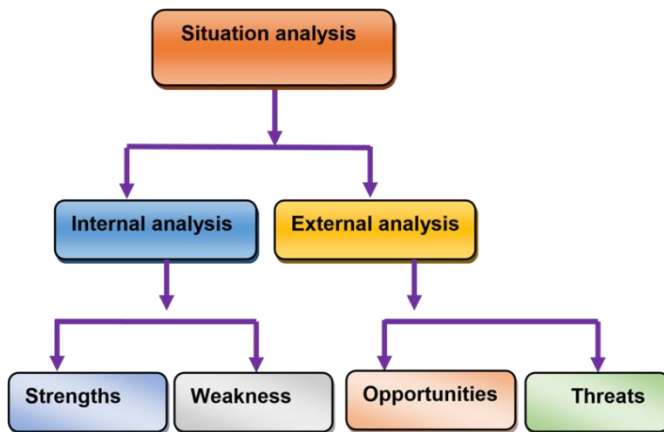 Situation analysis
Internal analysis
External analysis
Strengths
Weakness
Opportunities
Threats